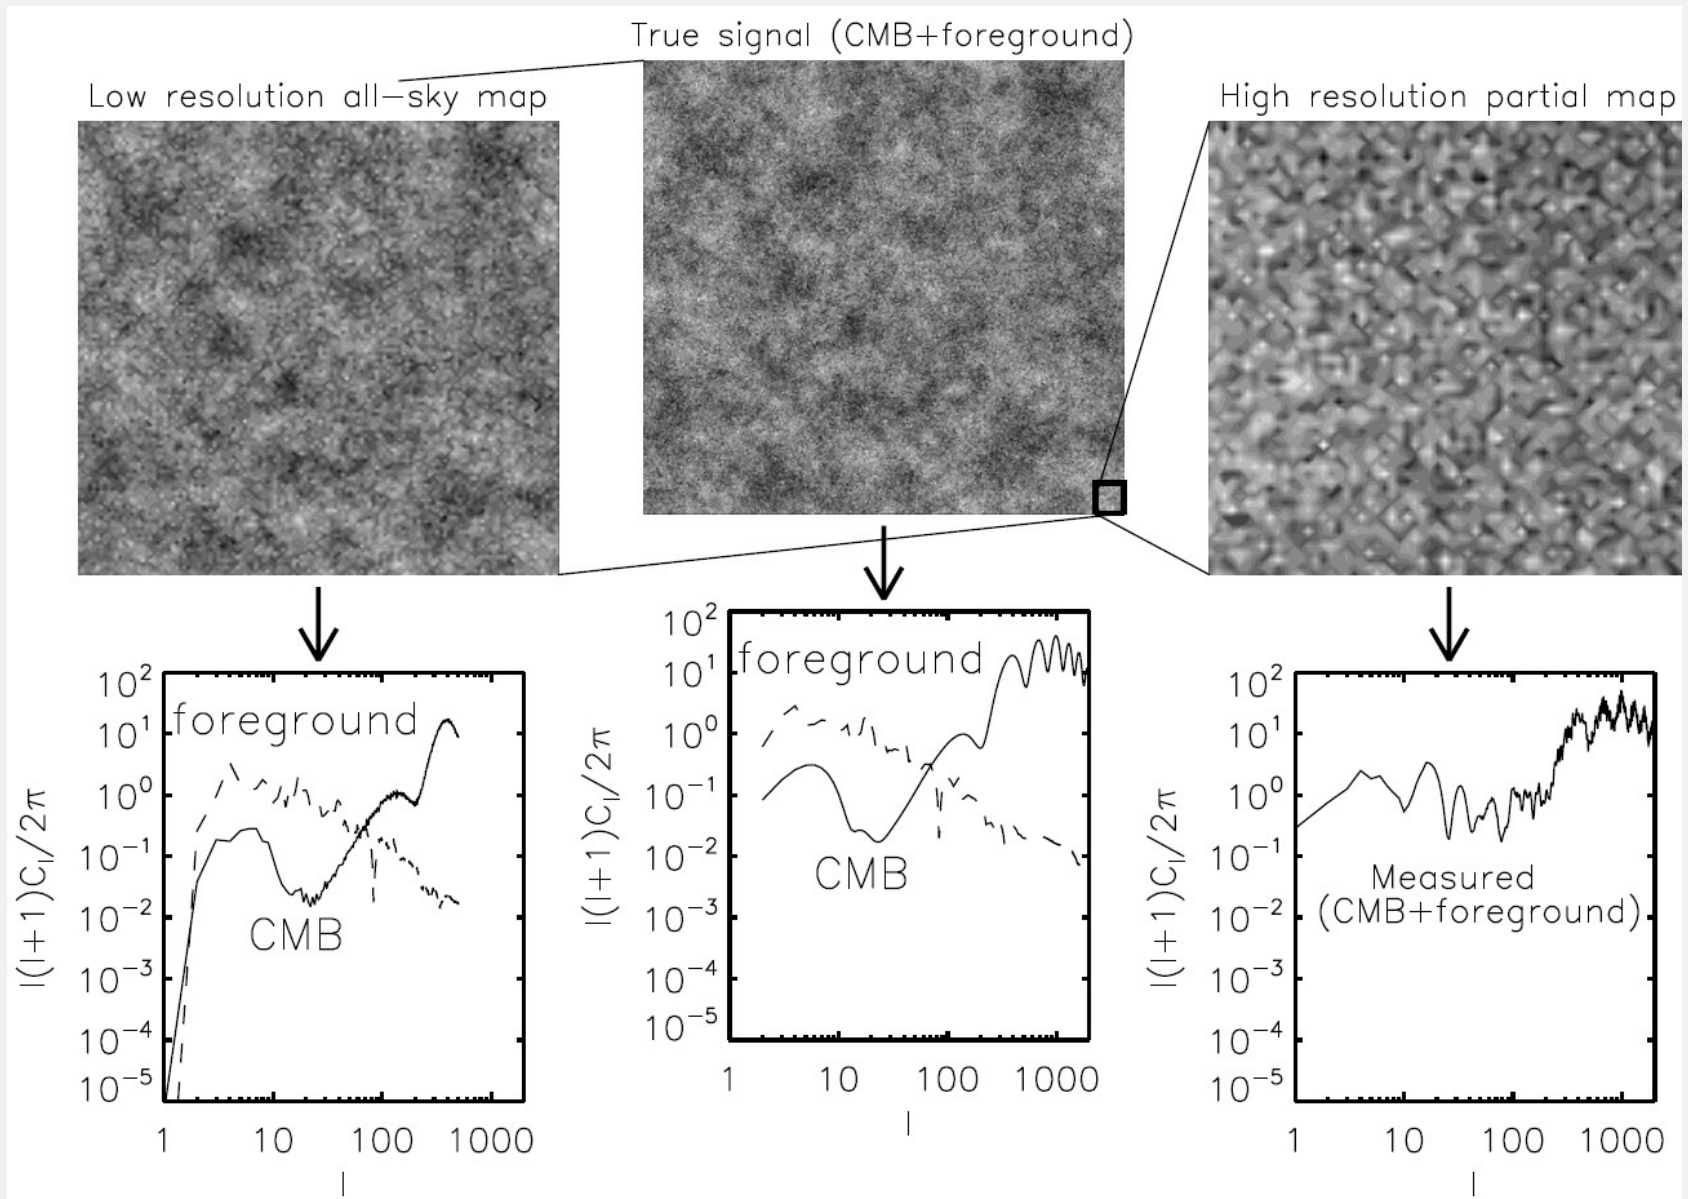 True signal (CMB+foreground)
Low resolution all-sky map
High resolution partial map
10² 10¹ 10⁰ 10⁻¹ 10⁻² 10⁻³ 10⁻⁴ 10⁻⁵
l(l+1)Cₗ/2π
foreground
CMB
1 10 100 1000
l
10² 10¹ 10⁰ 10⁻¹ 10⁻² 10⁻³ 10⁻⁴ 10⁻⁵
l(l+1)Cₗ/2π
foreground
CMB
1 10 100 1000
l
10² 10¹ 10⁰ 10⁻¹ 10⁻² 10⁻³ 10⁻⁴ 10⁻⁵
l(l+1)Cₗ/2π
Measured
(CMB+foreground)
1 10 100 1000
l